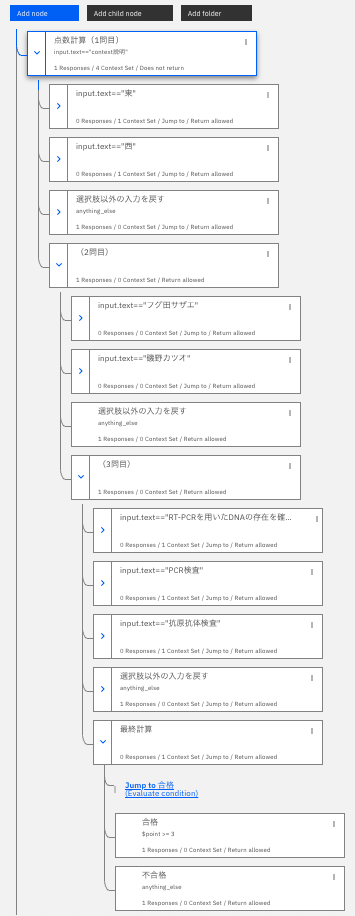 Add node
Add child node
Add folder
点数計算（1問目）
input.text=="context説明"
1 Responses / 4 Context Set / Does not return
input.text=="東"
0 Responses / 1 Context Set / Jump to / Return allowed
input.text=="西"
0 Responses / 1 Context Set / Jump to / Return allowed
選択肢以外の入力を戻す
anything_else
1 Responses / 0 Context Set / Jump to / Return allowed
（2問目）
1 Responses / 0 Context Set / Return allowed
input.text=="フグ田サザエ"
0 Responses / 0 Context Set / Jump to / Return allowed
input.text=="磯野カツオ"
0 Responses / 0 Context Set / Jump to / Return allowed
選択肢以外の入力を戻す
anything_else
1 Responses / 0 Context Set / Return allowed
（3問目）
1 Responses / 0 Context Set / Return allowed
input.text=="RT-PCRを用いたDNAの存在を確...
0 Responses / 1 Context Set / Jump to / Return allowed
input.text=="PCR検査"
0 Responses / 1 Context Set / Jump to / Return allowed
input.text=="抗原抗体検査"
0 Responses / 1 Context Set / Jump to / Return allowed
選択肢以外の入力を戻す
anything_else
1 Responses / 0 Context Set / Jump to / Return allowed
最終計算
0 Responses / 1 Context Set / Jump to / Return allowed
Jump to 合格
(Evaluate condition)
合格
$point >= 3
1 Responses / 0 Context Set / Return allowed
不合格
anything_else
1 Responses / 0 Context Set / Return allowed